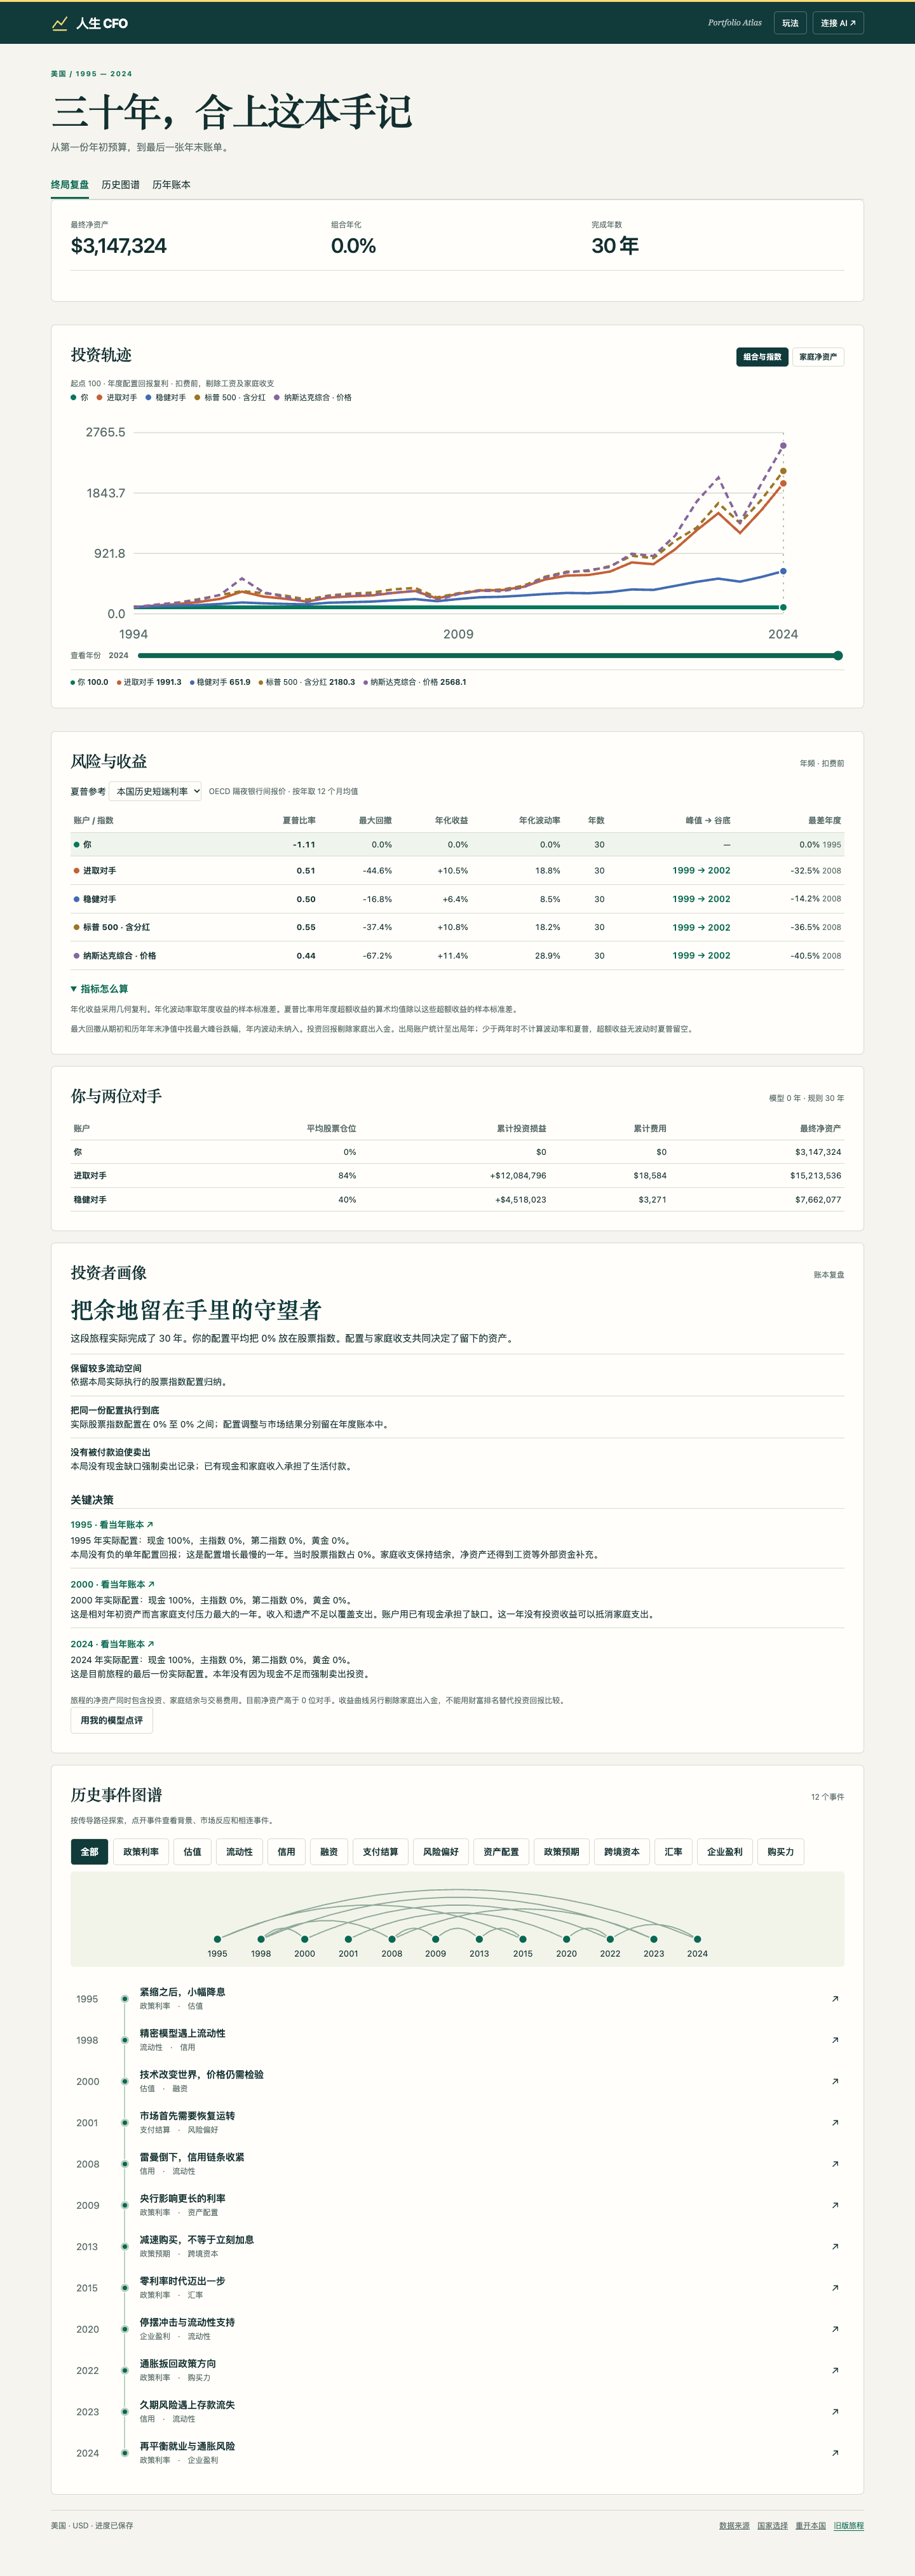 人生 CFO
Portfolio Atlas
玩法
连接 AI ↗
美国 / 1995 — 2024
三十年，合上这本手记
从第一份年初预算，到最后一张年末账单。
终局复盘 历史图谱 历年账本
最终净资产 组合年化 完成年数
$3,147,324 0.0% 30 年
投资轨迹
组合与指数 家庭净资产
起点 100 · 年度配置回报复利 · 扣费前，剔除工资及家庭收支
你 进取对手 稳健对手 标普 500 · 含分红 纳斯达克综合 · 价格
2765.5
1843.7
921.8
0.0
1994 2009 2024
查看年份 2024
你 100.0 进取对手 1991.3 稳健对手 651.9 标普 500 · 含分红 2180.3 纳斯达克综合 · 价格 2568.1
风险与收益
年频 · 扣费前
夏普参考 本国历史短端利率 OECD 隔夜银行间报价 · 按年取 12 个月均值
账户 / 指数 夏普比率 最大回撤 年化收益 年化波动率 年数 峰值 → 谷底 最差年度
你 -1.11 0.0% 0.0% 0.0% 30 — 0.0% 1995
进取对手 0.51 -44.6% +10.5% 18.8% 30 1999 → 2002 -32.5% 2008
稳健对手 0.50 -16.8% +6.4% 8.5% 30 1999 → 2002 -14.2% 2008
标普 500 · 含分红 0.55 -37.4% +10.8% 18.2% 30 1999 → 2002 -36.5% 2008
纳斯达克综合 · 价格 0.44 -67.2% +11.4% 28.9% 30 1999 → 2002 -40.5% 2008
▼ 指标怎么算
年化收益采用几何复利。年化波动率取年度收益的样本标准差。夏普比率用年度超额收益的算术均值除以这些超额收益的样本标准差。
最大回撤从期初和历年年末净值中找最大峰谷跌幅，年内波动未纳入。投资回报剔除家庭出入金。出局账户统计至出局年；少于两年时不计算波动率和夏普，超额收益无波动时夏普留空。
你与两位对手
模型 0 年 · 规则 30 年
账户 平均股票仓位 累计投资损益 累计费用 最终净资产
你 0% $0 $0 $3,147,324
进取对手 84% +$12,084,796 $18,584 $15,213,536
稳健对手 40% +$4,518,023 $3,271 $7,662,077
投资者画像
账本复盘
把余地留在手里的守望者
这段旅程实际完成了 30 年。你的配置平均把 0% 放在股票指数。配置与家庭收支共同决定了留下的资产。
保留较多流动空间
依据本局实际执行的股票指数配置归纳。
把同一份配置执行到底
实际股票指数配置在 0% 至 0% 之间；配置调整与市场结果分别留在年度账本中。
没有被付款迫使卖出
本局没有现金缺口强制卖出记录；已有现金和家庭收入承担了生活付款。
关键决策
1995 · 看当年账本 ↗
1995 年实际配置：现金 100%，主指数 0%，第二指数 0%，黄金 0%。
本局没有负的单年配置回报；这是配置增长最慢的一年。当时股票指数占 0%。家庭收支保持结余，净资产还得到工资等外部资金补充。
2000 · 看当年账本 ↗
2000 年实际配置：现金 100%，主指数 0%，第二指数 0%，黄金 0%。
这是相对年初资产而言家庭支付压力最大的一年。收入和遗产不足以覆盖支出。账户用已有现金承担了缺口。这一年没有投资收益可以抵消家庭支出。
2024 · 看当年账本 ↗
2024 年实际配置：现金 100%，主指数 0%，第二指数 0%，黄金 0%。
这是目前旅程的最后一份实际配置。本年没有因为现金不足而强制卖出投资。
旅程的净资产同时包含投资、家庭结余与交易费用。目前净资产高于 0 位对手。收益曲线另行剔除家庭出入金，不能用财富排名替代投资回报比较。
用我的模型点评
历史事件图谱
12 个事件
按传导路径探索，点开事件查看背景、市场反应和相连事件。
全部 政策利率 估值 流动性 信用 融资 支付结算 风险偏好 资产配置 政策预期 跨境资本 汇率 企业盈利 购买力
1995 1998 2000 2001 2008 2009 2013 2015 2020 2022 2023 2024
1995 紧缩之后，小幅降息 ↗
政策利率 · 估值
1998 精密模型遇上流动性 ↗
流动性 · 信用
2000 技术改变世界，价格仍需检验 ↗
估值 · 融资
2001 市场首先需要恢复运转 ↗
支付结算 · 风险偏好
2008 雷曼倒下，信用链条收紧 ↗
信用 · 流动性
2009 央行影响更长的利率 ↗
政策利率 · 资产配置
2013 减速购买，不等于立刻加息 ↗
政策预期 · 跨境资本
2015 零利率时代迈出一步 ↗
政策利率 · 汇率
2020 停摆冲击与流动性支持 ↗
企业盈利 · 流动性
2022 通胀扳回政策方向 ↗
政策利率 · 购买力
2023 久期风险遇上存款流失 ↗
信用 · 流动性
2024 再平衡就业与通胀风险 ↗
政策利率 · 企业盈利
美国 · USD · 进度已保存
数据来源 国家选择 重开本国 旧版旅程